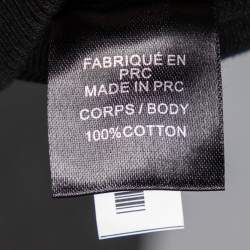 FABRIQUÉ EN
PRC
MADE IN PRC
CORPS/BODY
100%COTTON